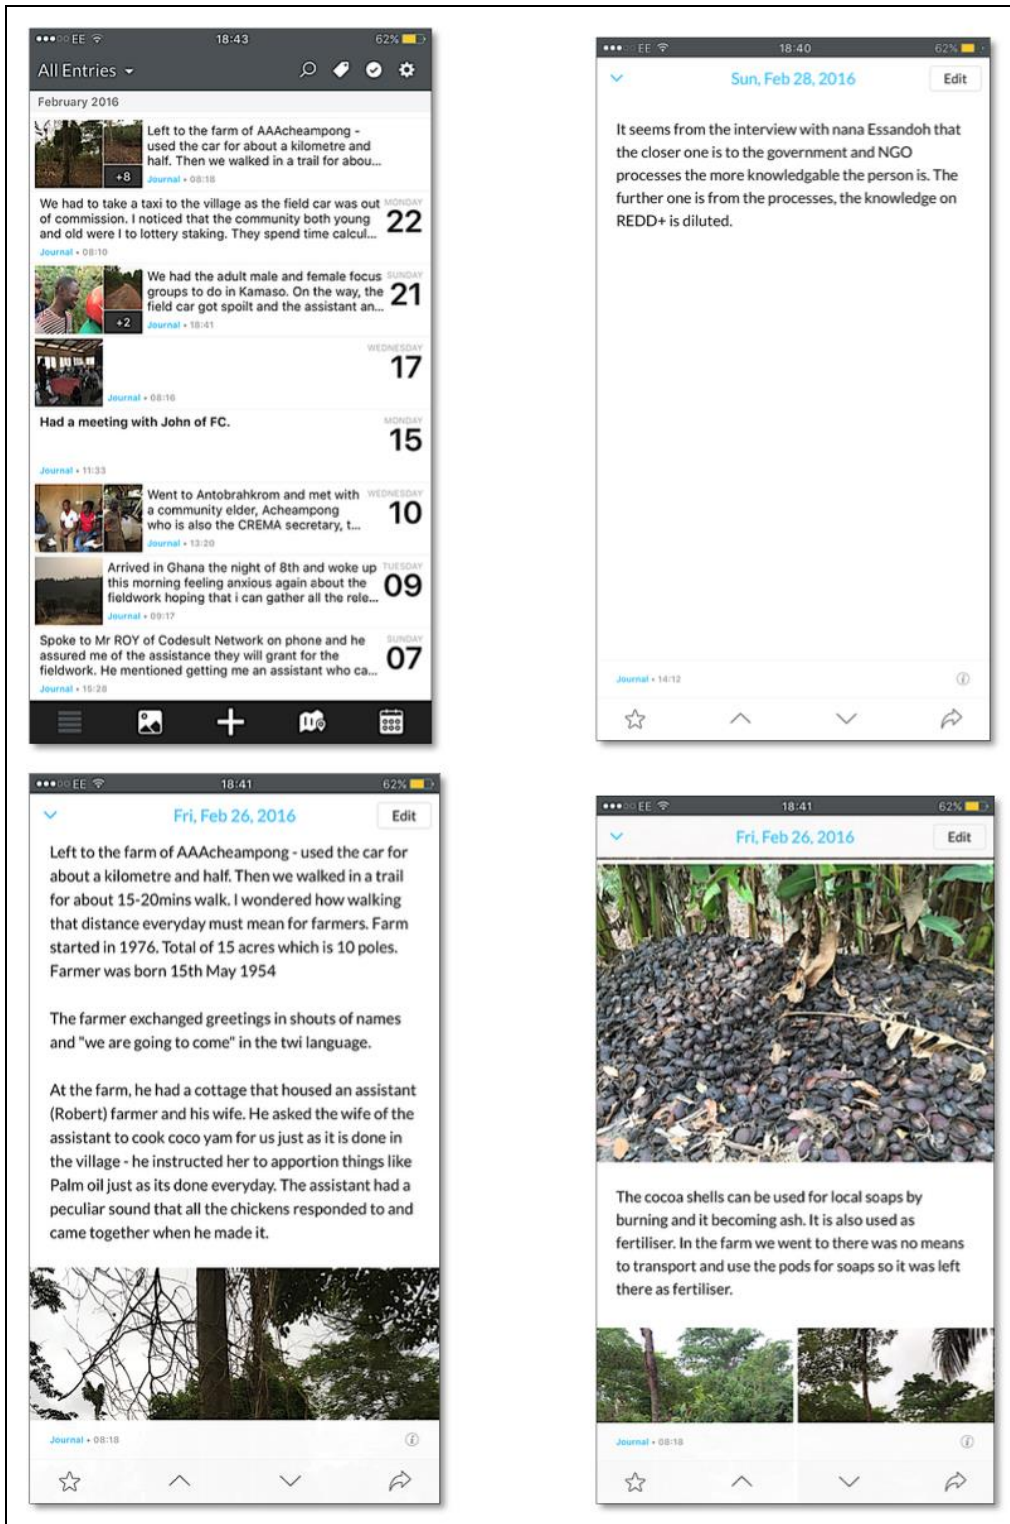 EE 18:43 62%
All Entries
February 2016
Left to the farm of AAAcheampong -
used the car for about a kilometre and
half. Then we walked in a trail for abou...
+8
Journal • 08:18
We had to take a taxi to the village as the field car was out
of commission. I noticed that the community both young
and old were I to lottery staking. They spend time calcul...
MONDAY
22
Journal • 08:10
We had the adult male and female focus
groups to do in Kamaso. On the way, the
field car got spoilt and the assistant an...
SUNDAY
21
+2
Journal • 18:41
WEDNESDAY
17
Journal • 08:16
Had a meeting with John of FC.
MONDAY
15
Journal • 11:33
Went to Antobrahkrom and met with
a community elder, Acheampong
who is also the CREMA secretary, t...
WEDNESDAY
10
Journal • 13:20
Arrived in Ghana the night of 8th and woke up
this morning feeling anxious again about the
fieldwork hoping that i can gather all the rele...
TUESDAY
09
Journal • 09:17
Spoke to Mr ROY of Codesult Network on phone and he
assured me of the assistance they will grant for the
fieldwork. He mentioned getting me an assistant who ca...
SUNDAY
07
Journal • 15:28
EE 18:40 62%
Sun, Feb 28, 2016 Edit
It seems from the interview with nana Essandoh that
the closer one is to the government and NGO
processes the more knowledgable the person is. The
further one is from the processes, the knowledge on
REDD+ is diluted.
Journal • 14:12
EE 18:41 62%
Fri, Feb 26, 2016 Edit
Left to the farm of AAAcheampong - used the car for
about a kilometre and half. Then we walked in a trail
for about 15-20mins walk. I wondered how walking
that distance everyday must mean for farmers. Farm
started in 1976. Total of 15 acres which is 10 poles.
Farmer was born 15th May 1954
The farmer exchanged greetings in shouts of names
and "we are going to come" in the twi language.
At the farm, he had a cottage that housed an assistant
(Robert) farmer and his wife. He asked the wife of the
assistant to cook coco yam for us just as it is done in
the village - he instructed her to apportion things like
Palm oil just as its done everyday. The assistant had a
peculiar sound that all the chickens responded to and
came together when he made it.
Journal • 08:18
EE 18:41 62%
Fri, Feb 26, 2016 Edit
The cocoa shells can be used for local soaps by
burning and it becoming ash. It is also used as
fertiliser. In the farm we went to there was no means
to transport and use the pods for soaps so it was left
there as fertiliser.
Journal • 08:18